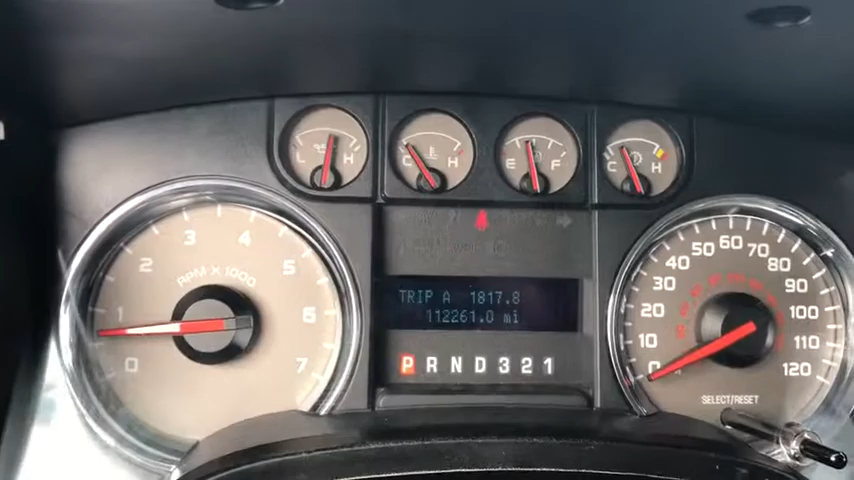 L H
C H
E F
C H
RPM X 1000
0 1 2 3 4 5 6 7
TRIP A 1817.8
112261.0 mi
P R N D 3 2 1
0 10 20 30 40 50 60 70 80 90 100 110 120
SELECT/RESET